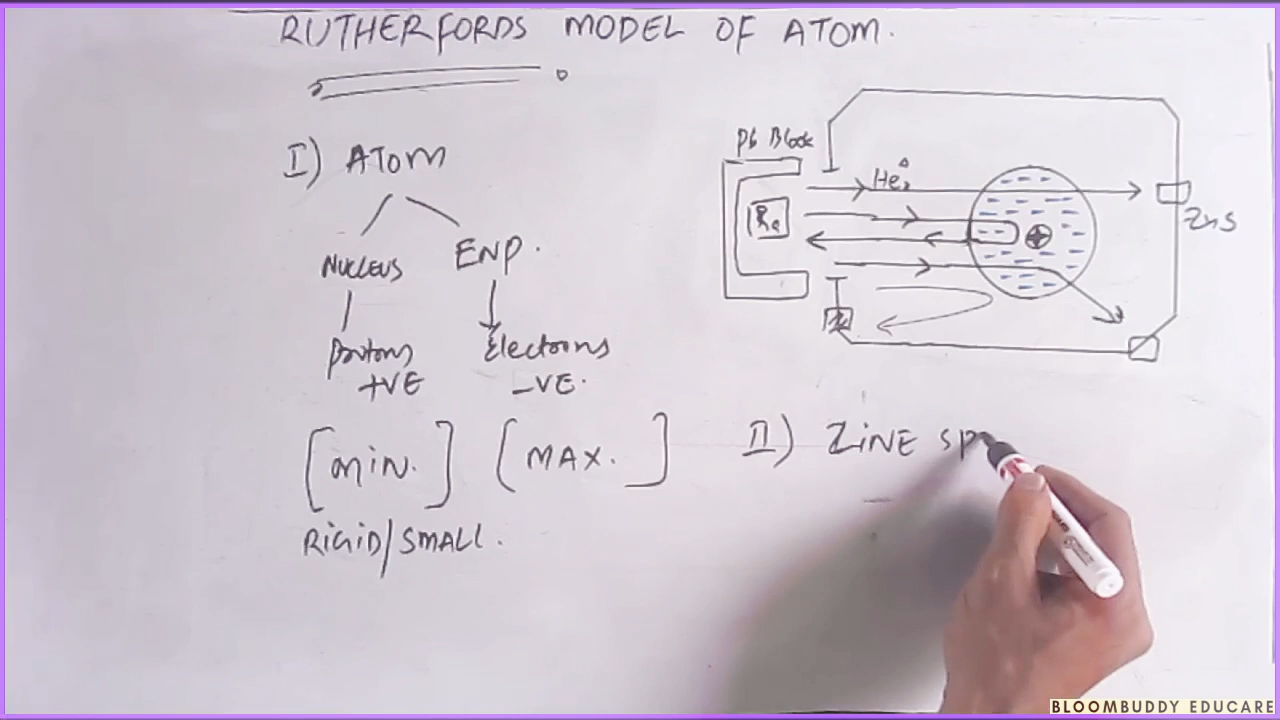 RUTHERFORDS MODEL OF ATOM.
I) ATOM
NUCLEUS ENP.
Protons Electrons
+VE -VE.
[MIN.] [MAX.]
RIGID/SMALL.
Pb Block
Ra
ZnS
II) ZINE SP
BLOOMBUDDY EDUCARE